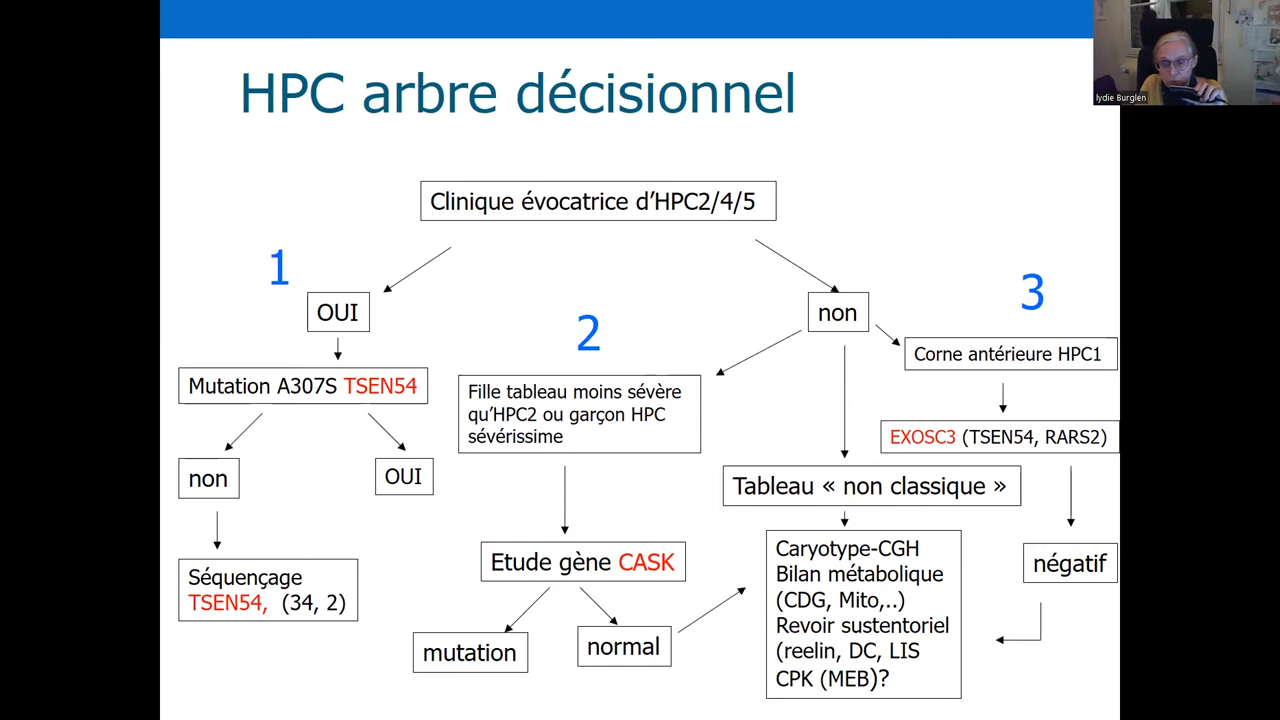 HPC arbre décisionnel
lydie Burglen
Clinique évocatrice d'HPC2/4/5
1
OUI
non
3
2
Corne antérieure HPC1
Mutation A307S TSEN54
Fille tableau moins sévère
qu'HPC2 ou garçon HPC
sévérissime
EXOSC3 (TSEN54, RARS2)
non
OUI
Tableau « non classique »
Etude gène CASK
Séquençage
TSEN54, (34, 2)
négatif
Caryotype-CGH
Bilan métabolique
(CDG, Mito,..)
Revoir sustentoriel
(reelin, DC, LIS
CPK (MEB)?
mutation
normal